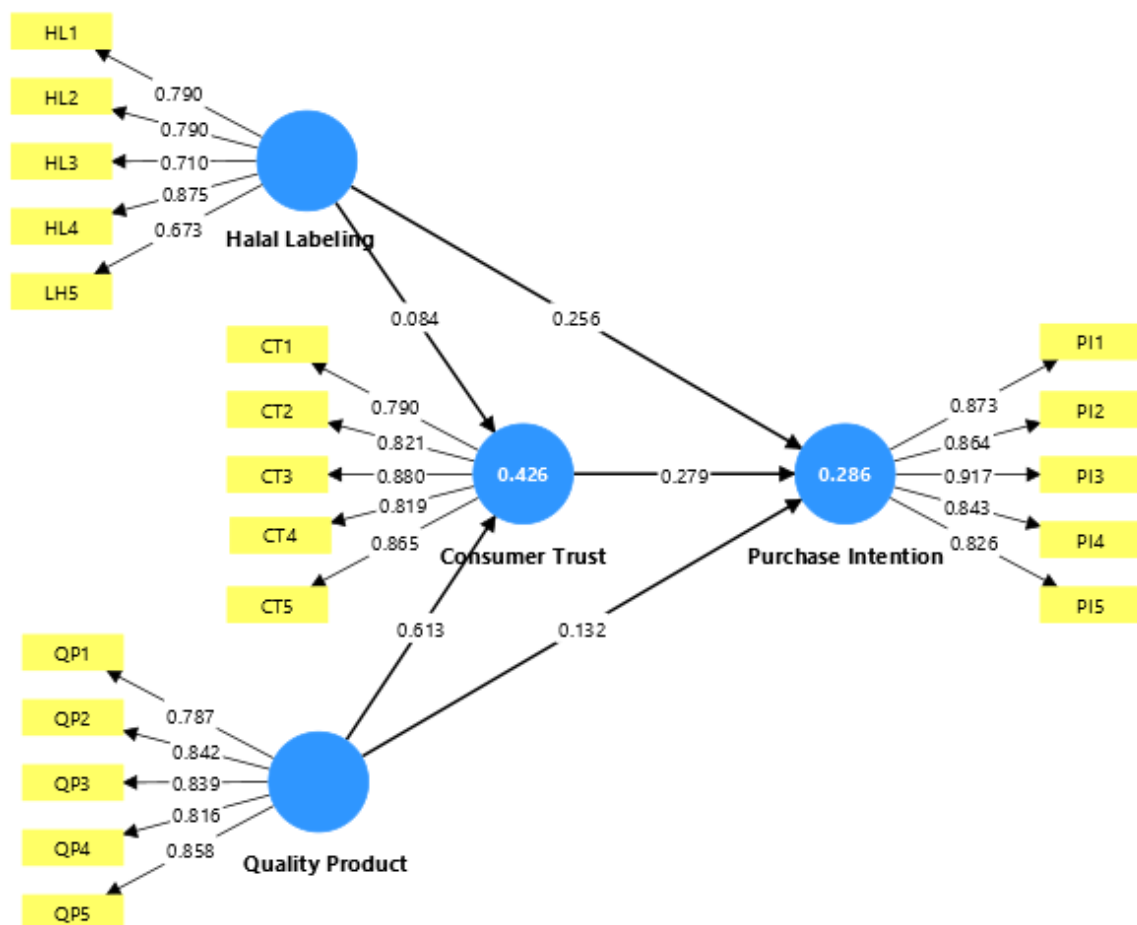 HL1
0.790
HL2
0.790
HL3
0.710
HL4
0.875
0.673
LH5
Halal Labeling
0.084
0.256
CT1
0.790
CT2
0.821
CT3
0.880
CT4
0.819
CT5
0.865
0.426
Consumer Trust
0.279
0.286
Purchase Intention
PI1
0.873
PI2
0.864
PI3
0.917
PI4
0.843
PI5
0.826
0.613
0.132
QP1
0.787
QP2
0.842
QP3
0.839
QP4
0.816
QP5
0.858
Quality Product